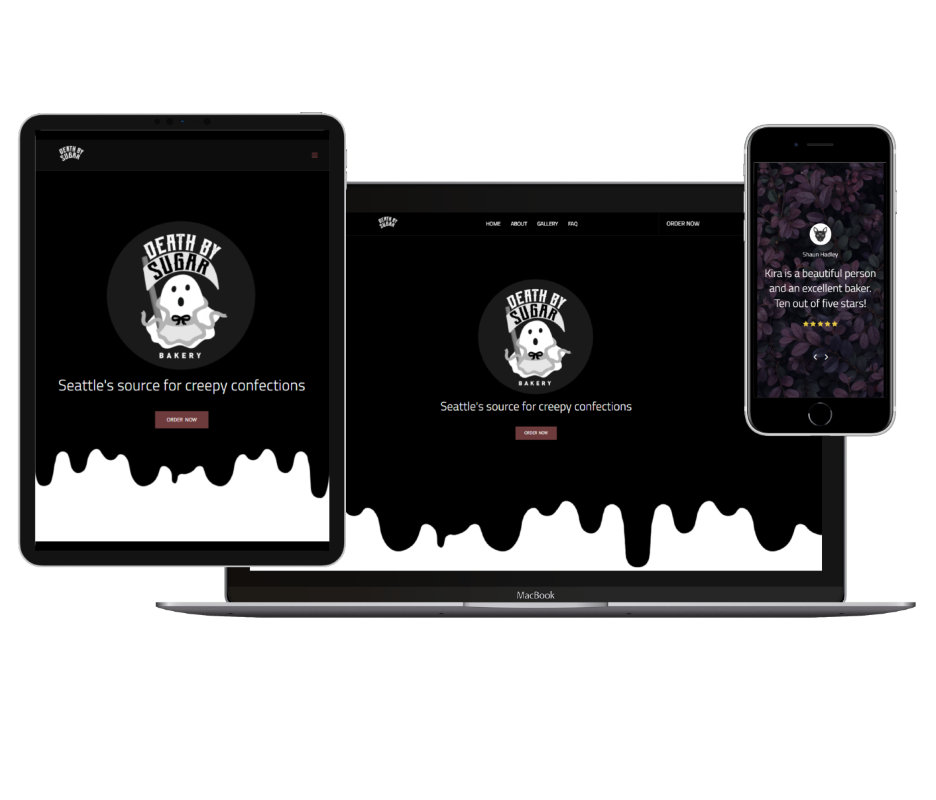 DEATH BY
SUGAR
DEATH BY
SUGAR
BAKERY
Seattle's source for creepy confections
ORDER NOW
DEATH BY
SUGAR
HOME
ABOUT
GALLERY
FAQ
ORDER NOW
DEATH BY
SUGAR
BAKERY
Seattle's source for creepy confections
ORDER NOW
MacBook
Shaun Hadley
Kira is a beautiful person
and an excellent baker.
Ten out of five stars!